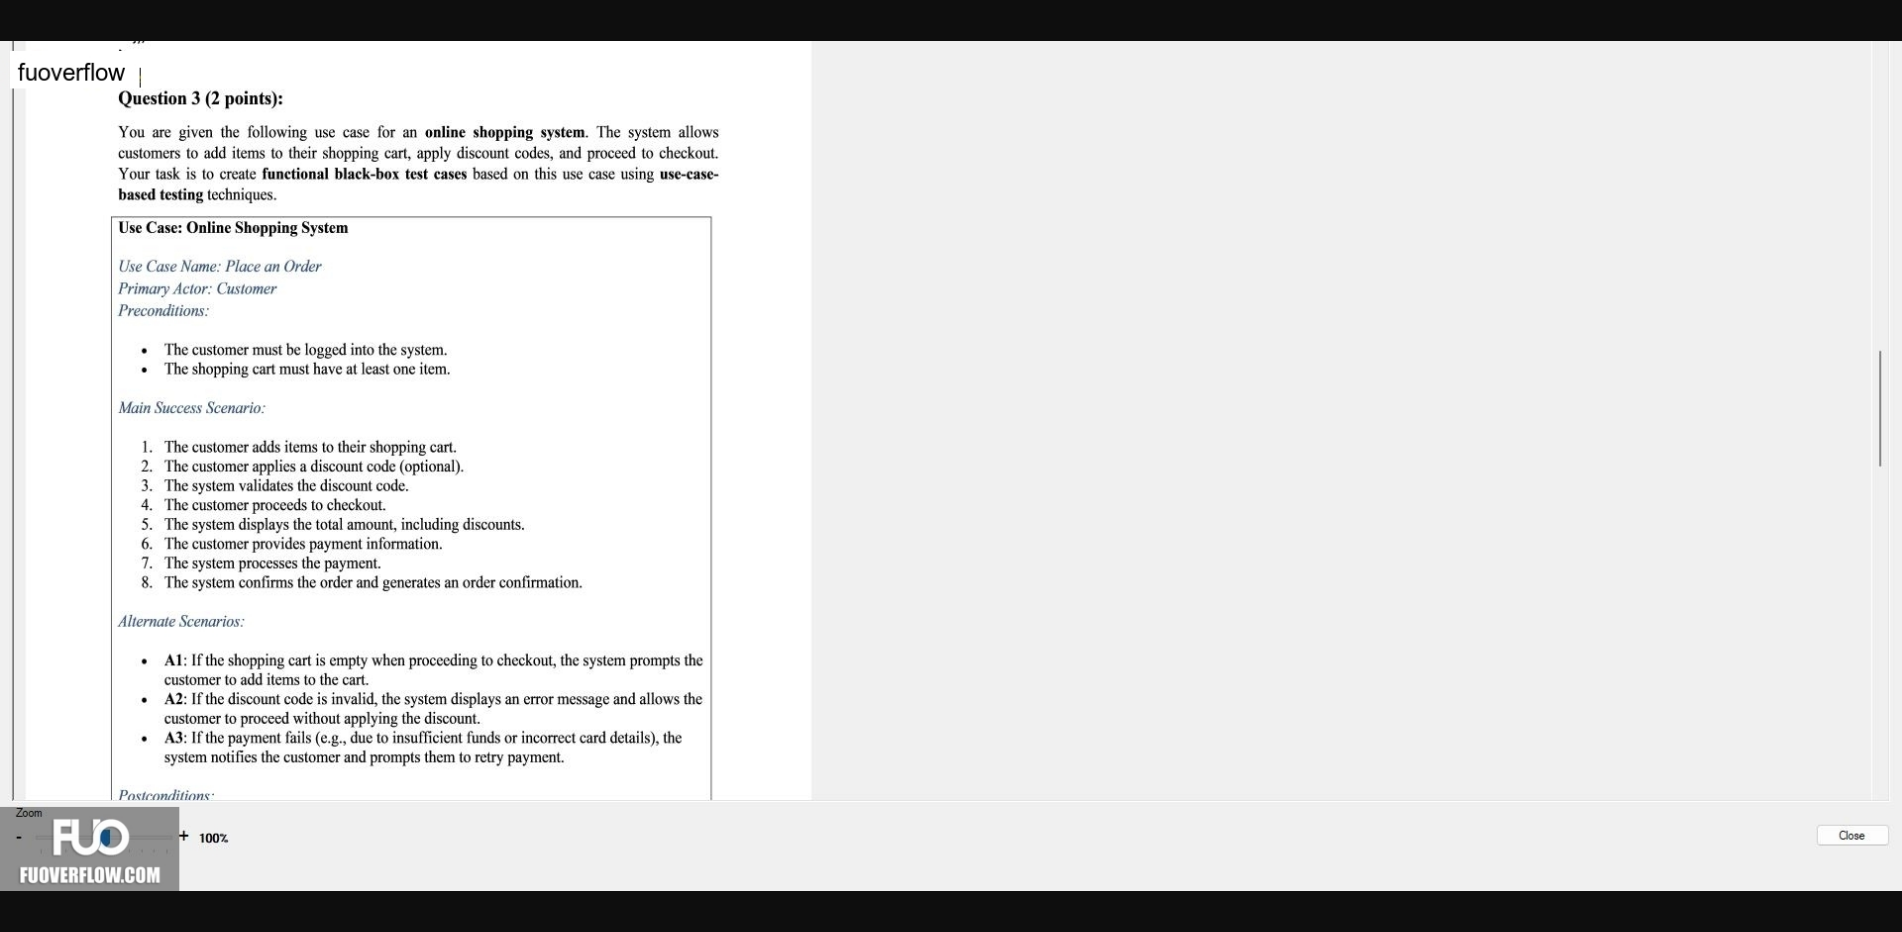 fuoverflow
Question 3 (2 points):
You are given the following use case for an online shopping system. The system allows
customers to add items to their shopping cart, apply discount codes, and proceed to checkout.
Your task is to create functional black-box test cases based on this use case using use-case-
based testing techniques.
Use Case: Online Shopping System
Use Case Name: Place an Order
Primary Actor: Customer
Preconditions:
• The customer must be logged into the system.
• The shopping cart must have at least one item.
Main Success Scenario:
1. The customer adds items to their shopping cart.
2. The customer applies a discount code (optional).
3. The system validates the discount code.
4. The customer proceeds to checkout.
5. The system displays the total amount, including discounts.
6. The customer provides payment information.
7. The system processes the payment.
8. The system confirms the order and generates an order confirmation.
Alternate Scenarios:
• A1: If the shopping cart is empty when proceeding to checkout, the system prompts the
customer to add items to the cart.
• A2: If the discount code is invalid, the system displays an error message and allows the
customer to proceed without applying the discount.
• A3: If the payment fails (e.g., due to insufficient funds or incorrect card details), the
system notifies the customer and prompts them to retry payment.
Postconditions:
Zoom
- + 100%
Close
FUO
FUOVERFLOW.COM